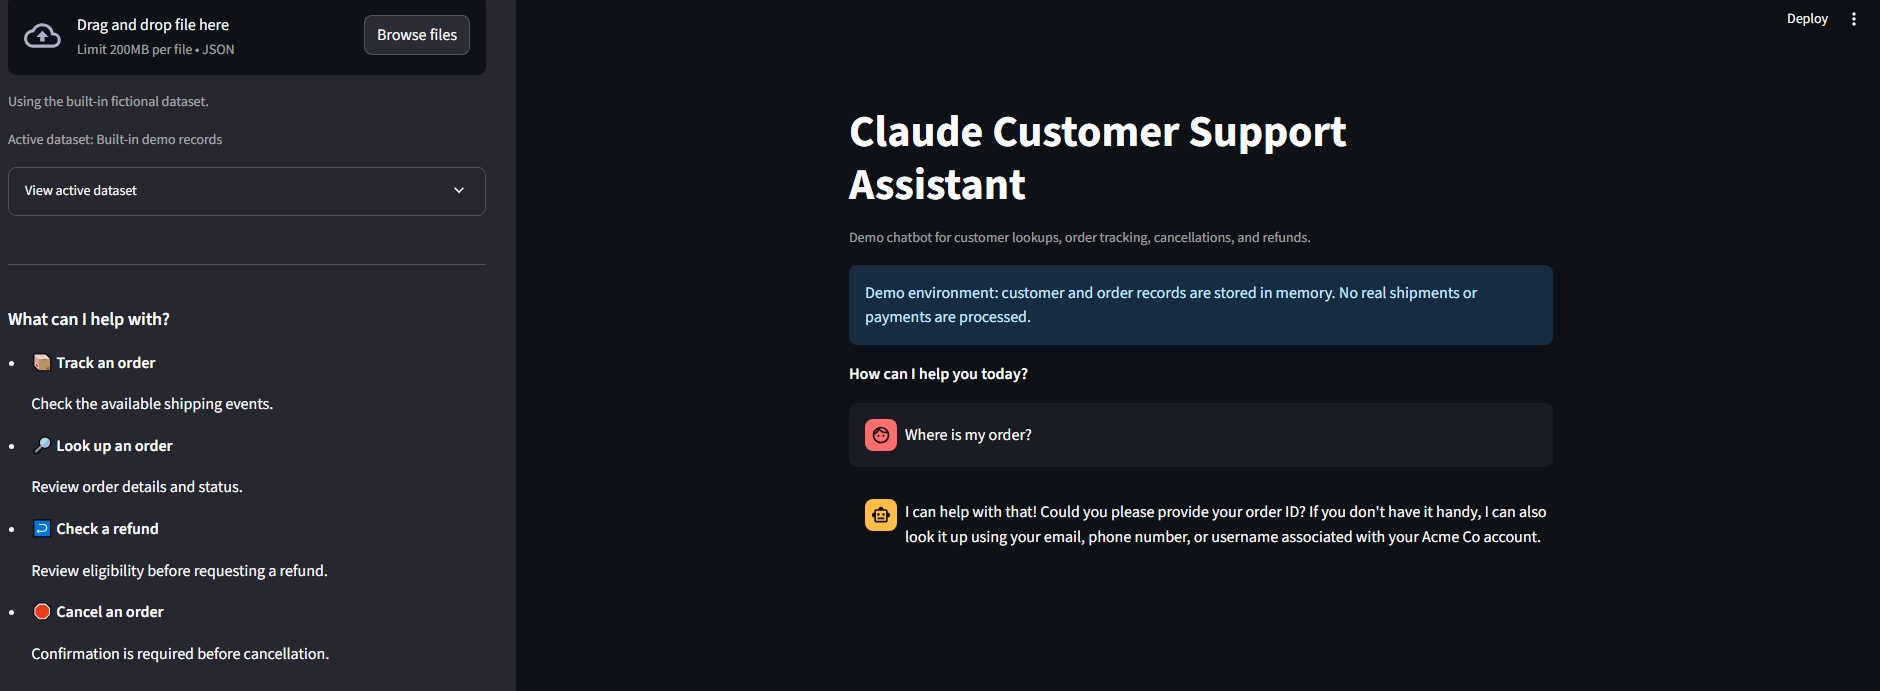 Drag and drop file here
Limit 200MB per file • JSON
Browse files
Using the built-in fictional dataset.
Active dataset: Built-in demo records
View active dataset
What can I help with?
Track an order
Check the available shipping events.
Look up an order
Review order details and status.
Check a refund
Review eligibility before requesting a refund.
Cancel an order
Confirmation is required before cancellation.
Deploy
Claude Customer Support
Assistant
Demo chatbot for customer lookups, order tracking, cancellations, and refunds.
Demo environment: customer and order records are stored in memory. No real shipments or
payments are processed.
How can I help you today?
Where is my order?
I can help with that! Could you please provide your order ID? If you don't have it handy, I can also
look it up using your email, phone number, or username associated with your Acme Co account.